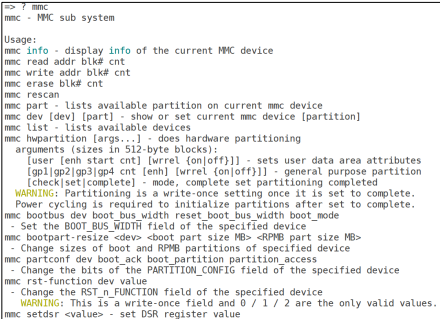 => ? mmc
mmc - MMC sub system

Usage:
mmc info - display info of the current MMC device
mmc read addr blk# cnt
mmc write addr blk# cnt
mmc erase blk# cnt
mmc rescan
mmc part - lists available partition on current mmc device
mmc dev [dev] [part] - show or set current mmc device [partition]
mmc list - lists available devices
mmc hwpartition [args...] - does hardware partitioning
  arguments (sizes in 512-byte blocks):
    [user [enh start cnt] [wrrel {on|off}]] - sets user data area attributes
    [gp1|gp2|gp3|gp4 cnt [enh] [wrrel {on|off}]] - general purpose partition
    [check|set|complete] - mode, complete set partitioning completed
  WARNING: Partitioning is a write-once setting once it is set to complete.
  Power cycling is required to initialize partitions after set to complete.
mmc bootbus dev boot_bus_width reset_boot_bus_width boot_mode
 - Set the BOOT_BUS_WIDTH field of the specified device
mmc bootpart-resize <dev> <boot part size MB> <RPMB part size MB>
 - Change sizes of boot and RPMB partitions of specified device
mmc partconf dev boot_ack boot_partition partition_access
 - Change the bits of the PARTITION_CONFIG field of the specified device
mmc rst-function dev value
 - Change the RST_n_FUNCTION field of the specified device
   WARNING: This is a write-once field and 0 / 1 / 2 are the only valid values.
mmc setdsr <value> - set DSR register value